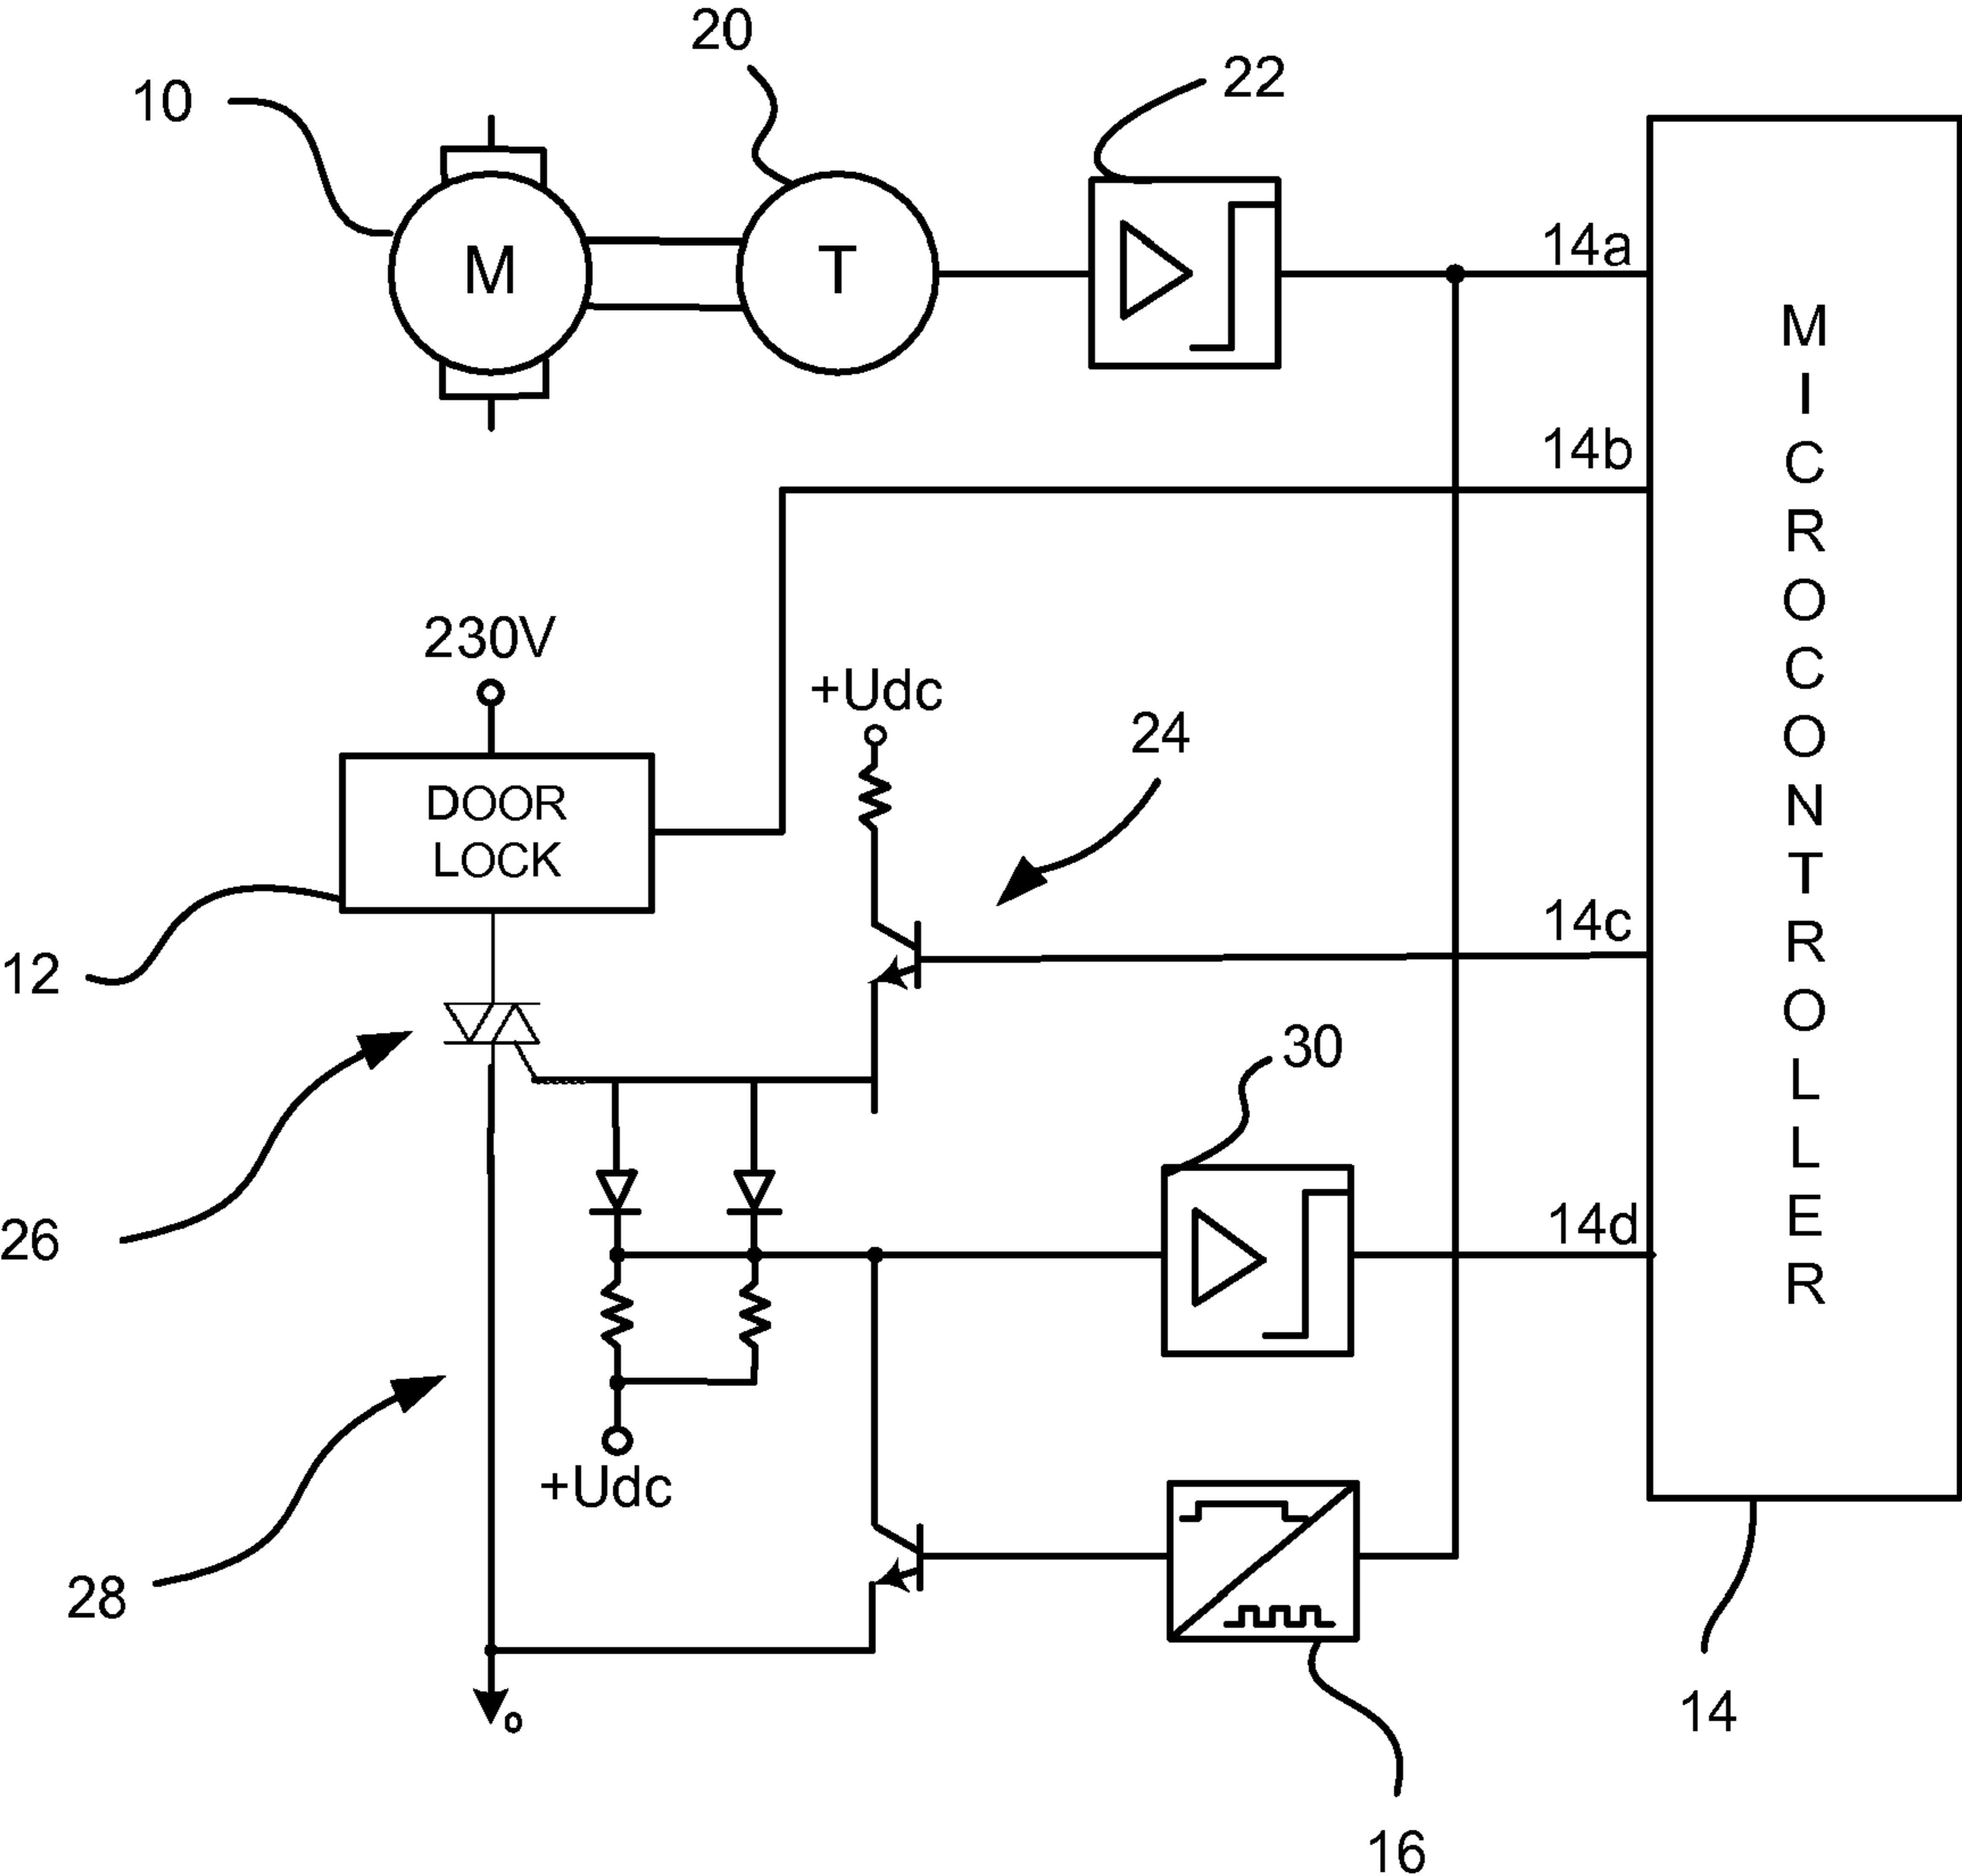 20
22
10
M
T
14a
14b
230V
+Udc
24
DOOR
LOCK
14c
12
30
26
14d
+Udc
28
14
16
o
MICROCONTROLLER